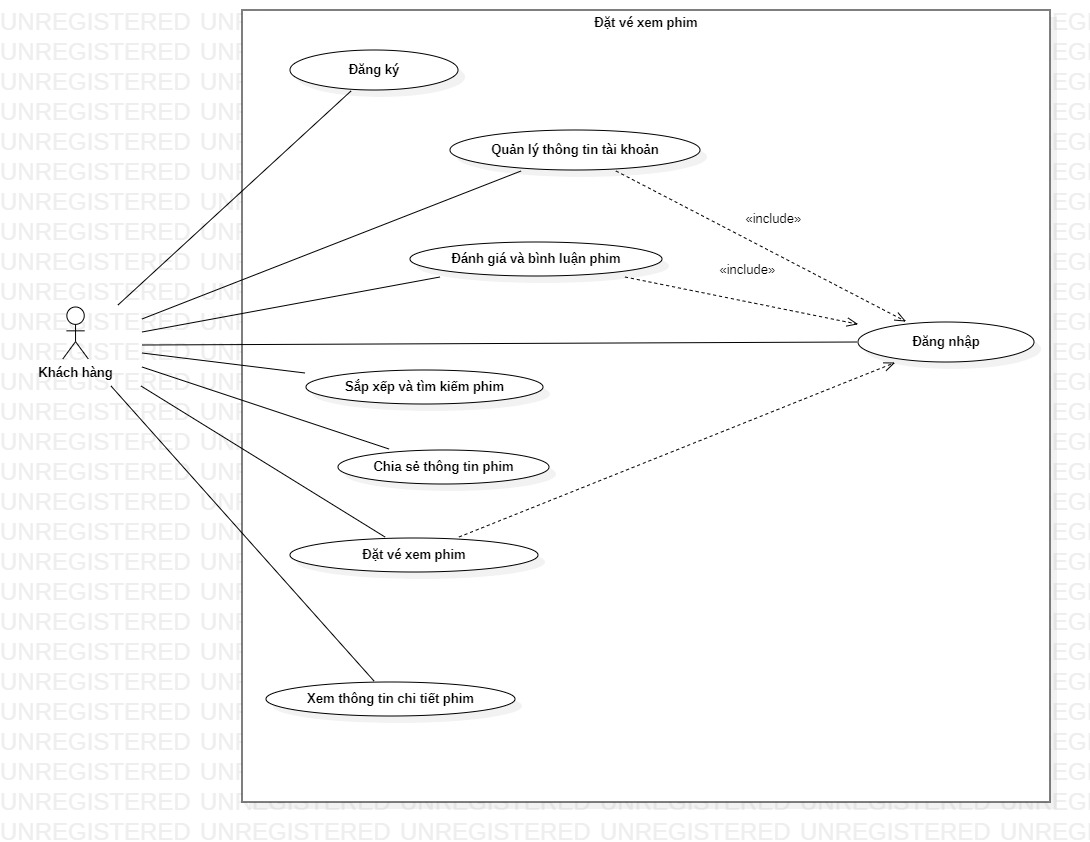 Đặt vé xem phim
Đăng ký
Quản lý thông tin tài khoản
«include»
Đánh giá và bình luận phim
«include»
Đăng nhập
Khách hàng
Sắp xếp và tìm kiếm phim
Chia sẻ thông tin phim
Đặt vé xem phim
Xem thông tin chi tiết phim
UNREGISTERED UNREGISTERED UNREGISTERED UNREGISTERED UNREGISTERED UNREG